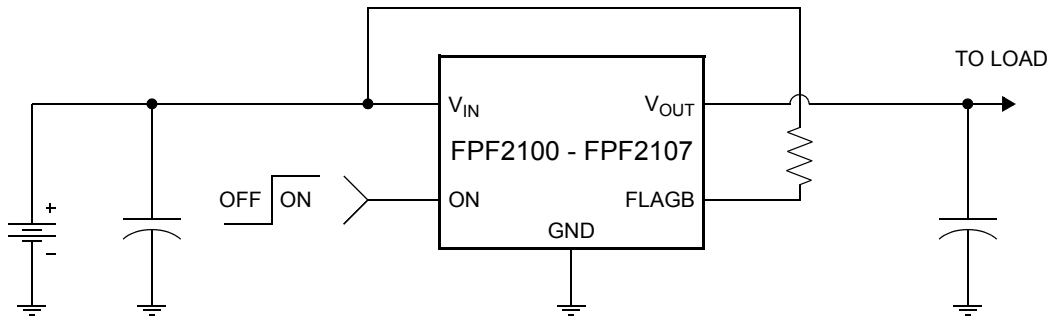 TO LOAD
VIN
VOUT
FPF2100 - FPF2107
OFF
ON
ON
FLAGB
GND
+
–